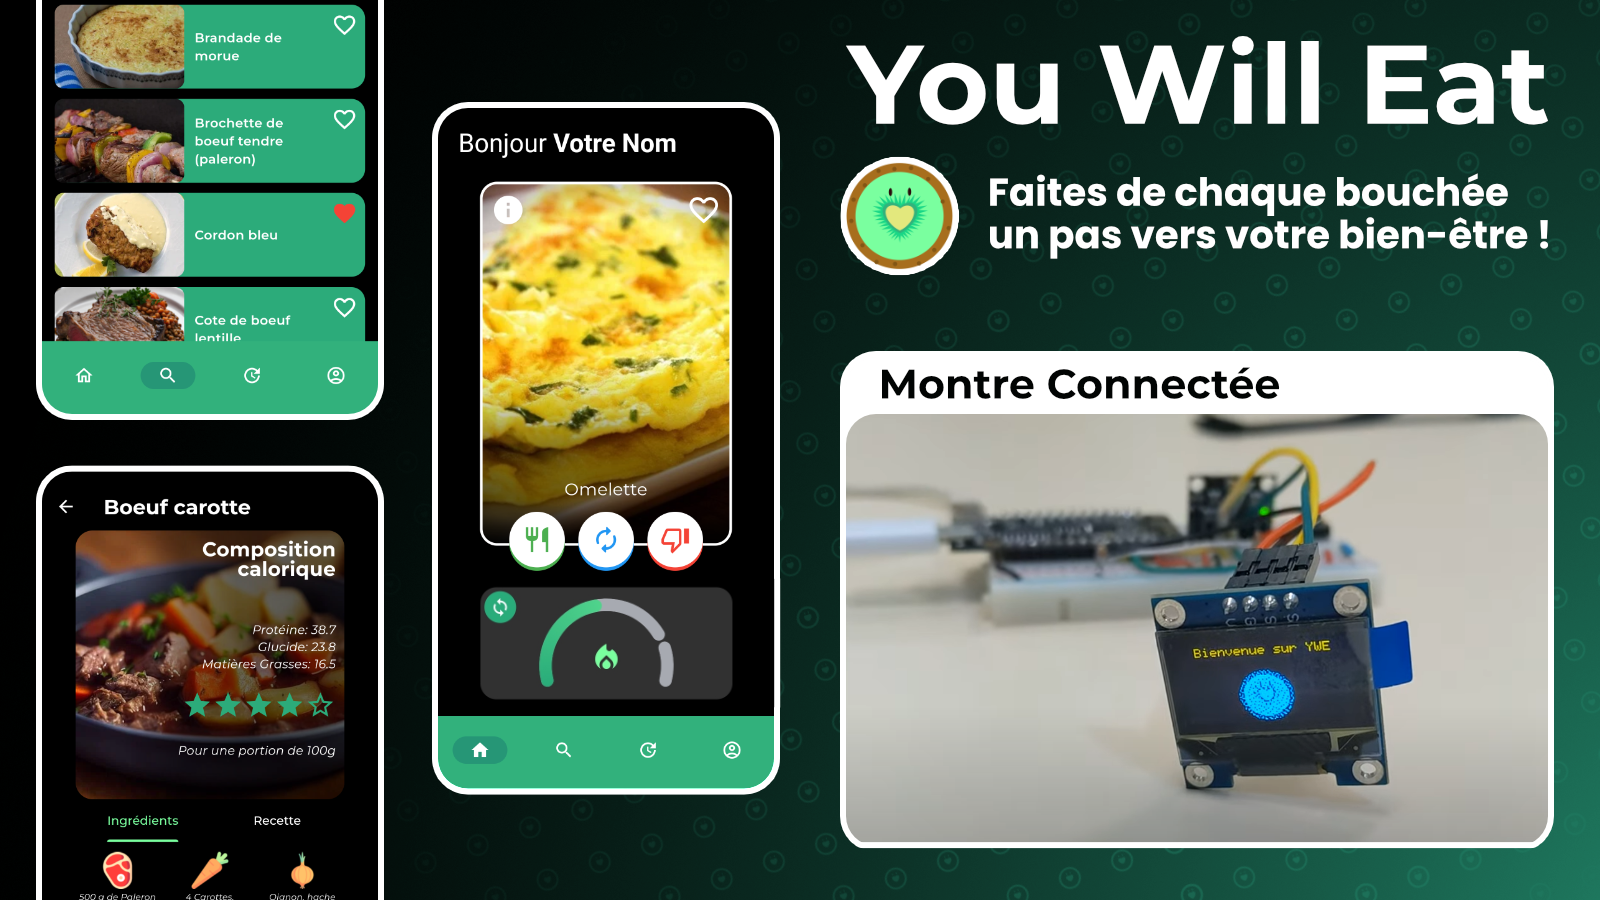 Brandade de
morue
Brochette de
boeuf tendre
(paleron)
Cordon bleu
Cote de boeuf
lentille
Boeuf carotte
Composition
calorique
Protéine: 38.7
Glucide: 23.8
Matières Grasses: 16.5
Pour une portion de 100g
Ingrédients
Recette
500 g de Paleron
4 Carottes,
Oignon, hache
Bonjour Votre Nom
Omelette
You Will Eat
Faites de chaque bouchée
un pas vers votre bien-être !
Montre Connectée
Bienvenue sur YWE